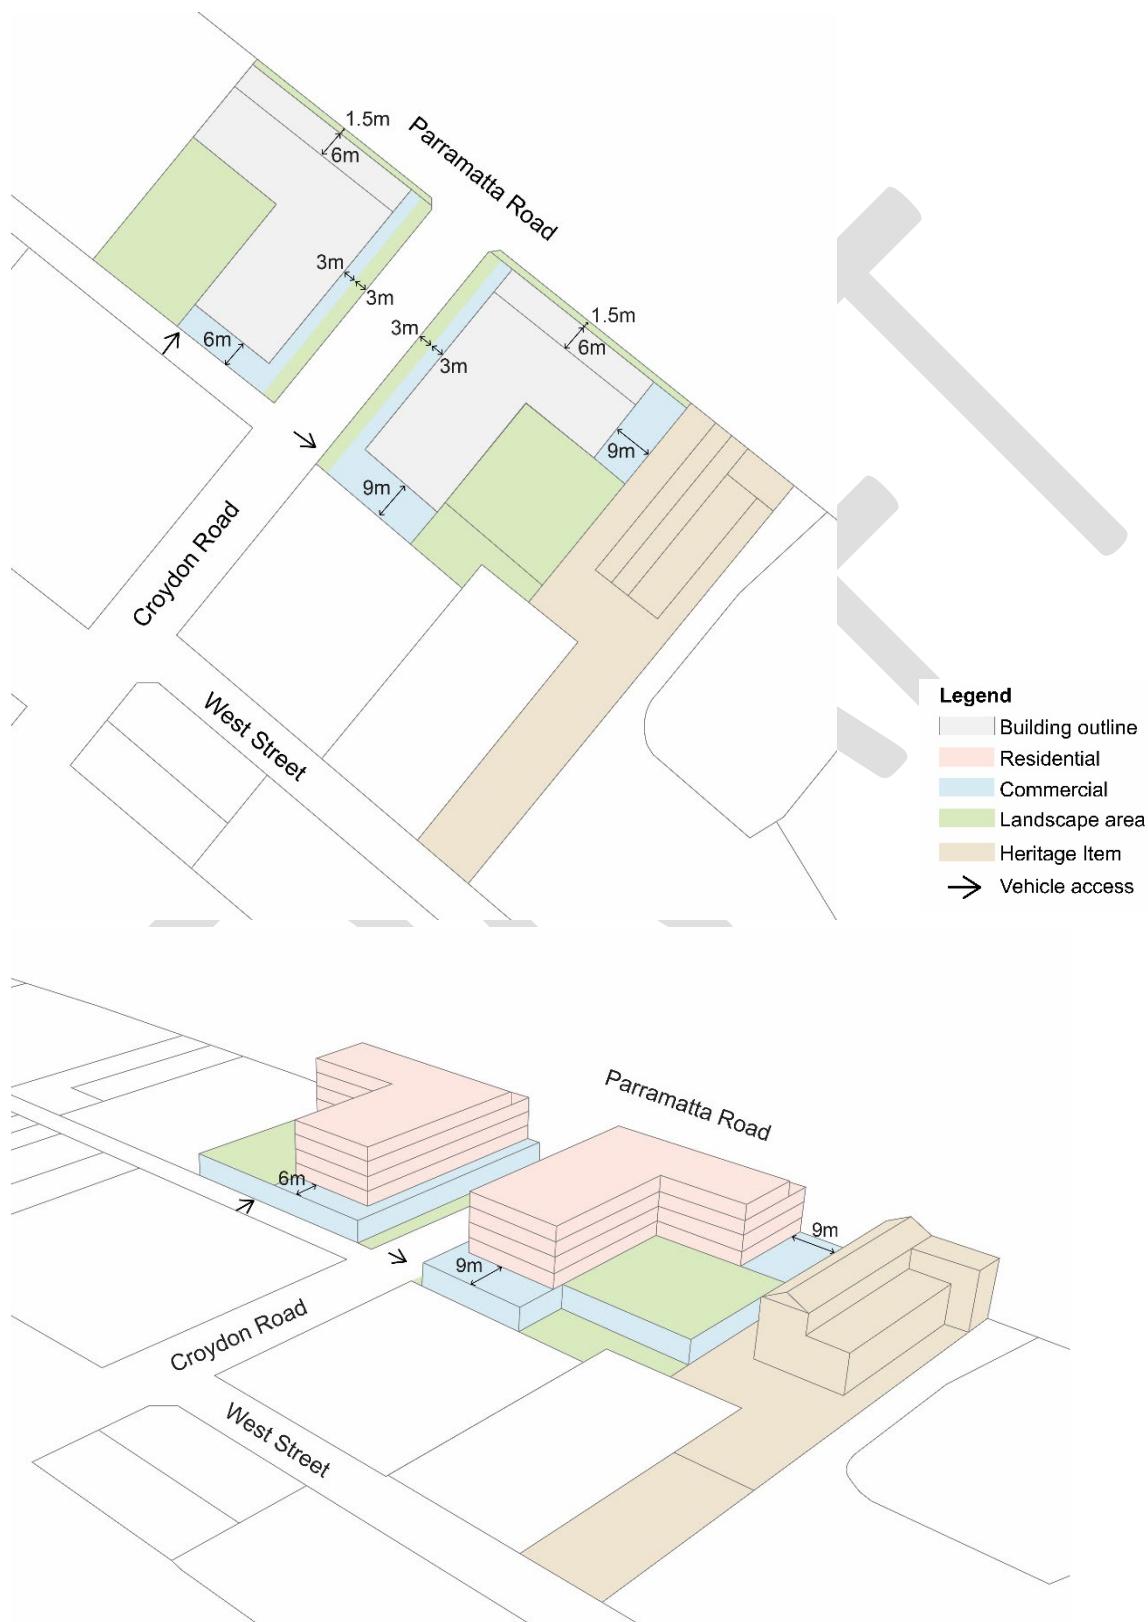 1.5m
6m
Parramatta Road
3m
3m
6m
3m
3m
1.5m
6m
9m
9m
Croydon Road
West Street
Legend
Building outline
Residential
Commercial
Landscape area
Heritage Item
Vehicle access
Parramatta Road
6m
9m
9m
Croydon Road
West Street